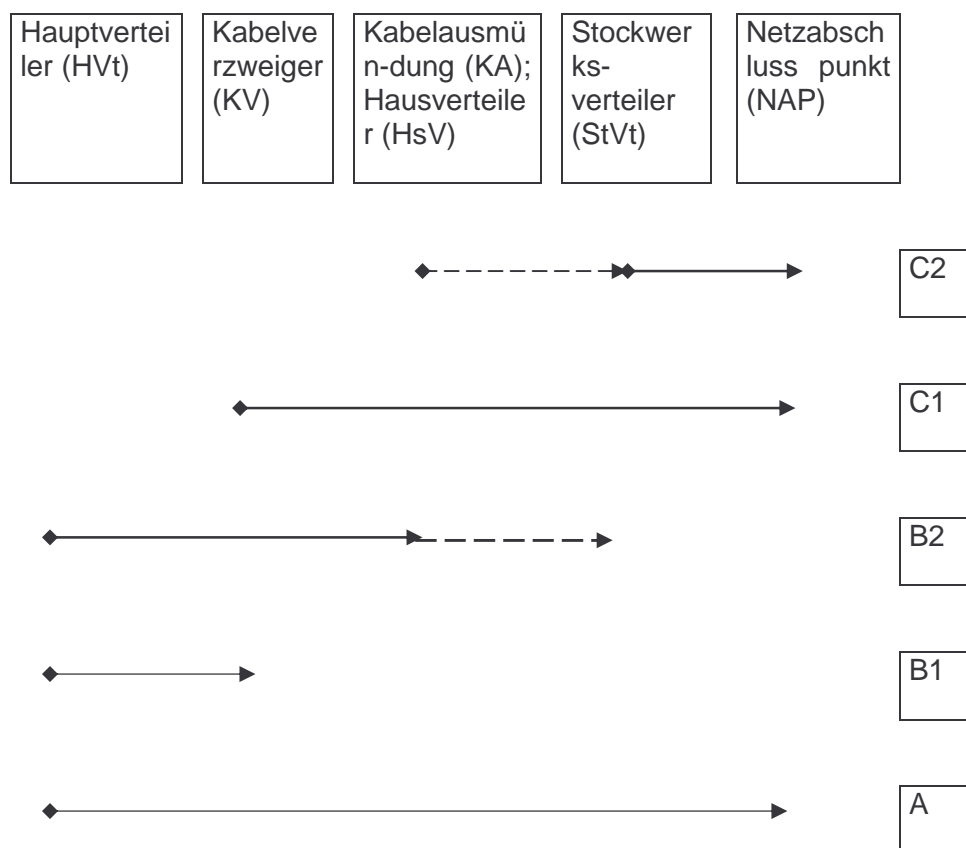 Hauptvertei
ler (HVt)
Kabelve
rzweiger
(KV)
Kabelausmü
n-dung (KA);
Hausverteile
r (HsV)
Stockwer
ks-
verteiler
(StVt)
Netzabsch
luss punkt
(NAP)
C2
C1
B2
B1
A